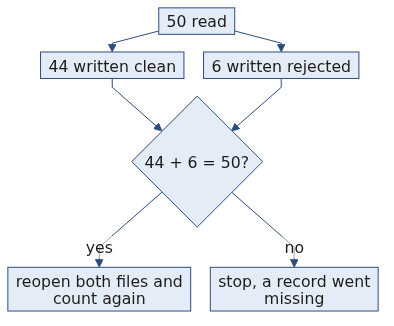 50 read
44 written clean
6 written rejected
44 + 6 = 50?
yes
no
reopen both files and
count again
stop, a record went
missing